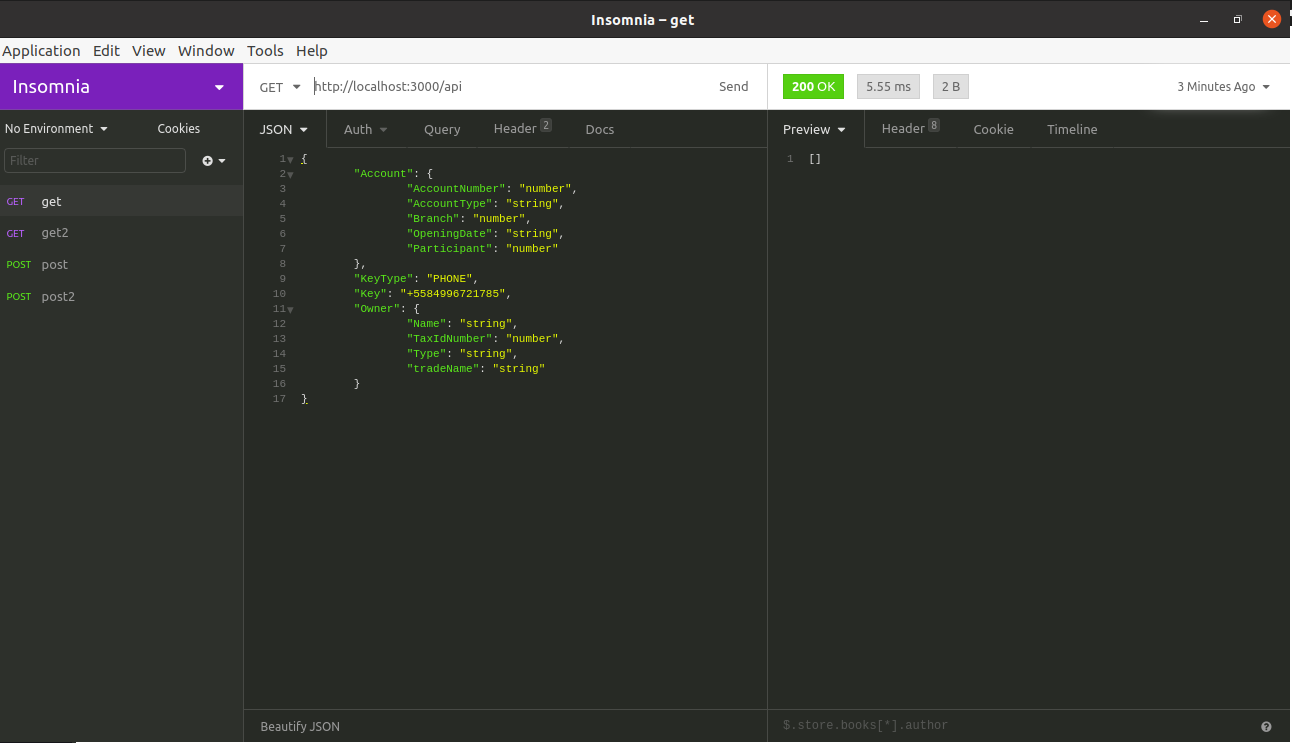 Insomnia – get
Application Edit View Window Tools Help
Insomnia
GET http://localhost:3000/api Send
200 OK 5.55 ms 2 B 3 Minutes Ago
No Environment Cookies
Filter
GET get
GET get2
POST post
POST post2
JSON Auth Query Header 2 Docs
1 {
2 "Account": {
3 "AccountNumber": "number",
4 "AccountType": "string",
5 "Branch": "number",
6 "OpeningDate": "string",
7 "Participant": "number"
8 },
9 "KeyType": "PHONE",
10 "Key": "+5584996721785",
11 "Owner": {
12 "Name": "string",
13 "TaxIdNumber": "number",
14 "Type": "string",
15 "tradeName": "string"
16 }
17 }
Beautify JSON
Preview Header 8 Cookie Timeline
1 []
$.store.books[*].author